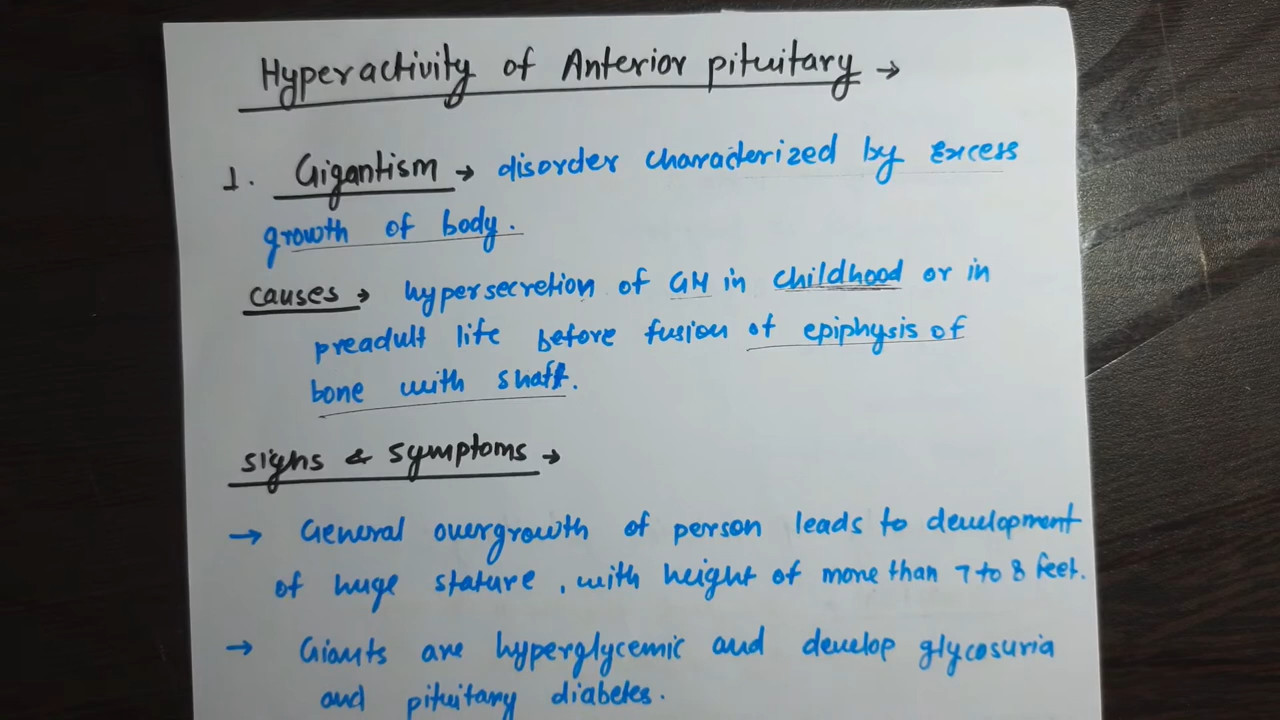 Hyperactivity of Anterior pituitary →
1. Gigantism → disorder characterized by Excess
growth of body.
causes → hypersecretion of GH in childhood or in
preadult life before fusion of epiphysis of
bone with shaft.
signs & symptoms →
→ General overgrowth of person leads to development
of huge stature, with height of more than 7 to 8 feet.
→ Giants are hyperglycemic and develop glycosuria
and pituitary diabetes.